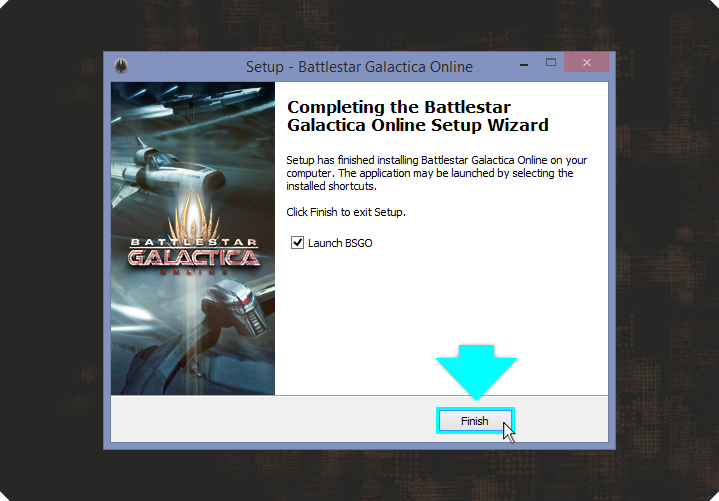 Setup - Battlestar Galactica Online
Completing the Battlestar
Galactica Online Setup Wizard
Setup has finished installing Battlestar Galactica Online on your
computer. The application may be launched by selecting the
installed shortcuts.
Click Finish to exit Setup.
Launch BSGO
BATTLESTAR
GALACTICA
ONLINE
Finish